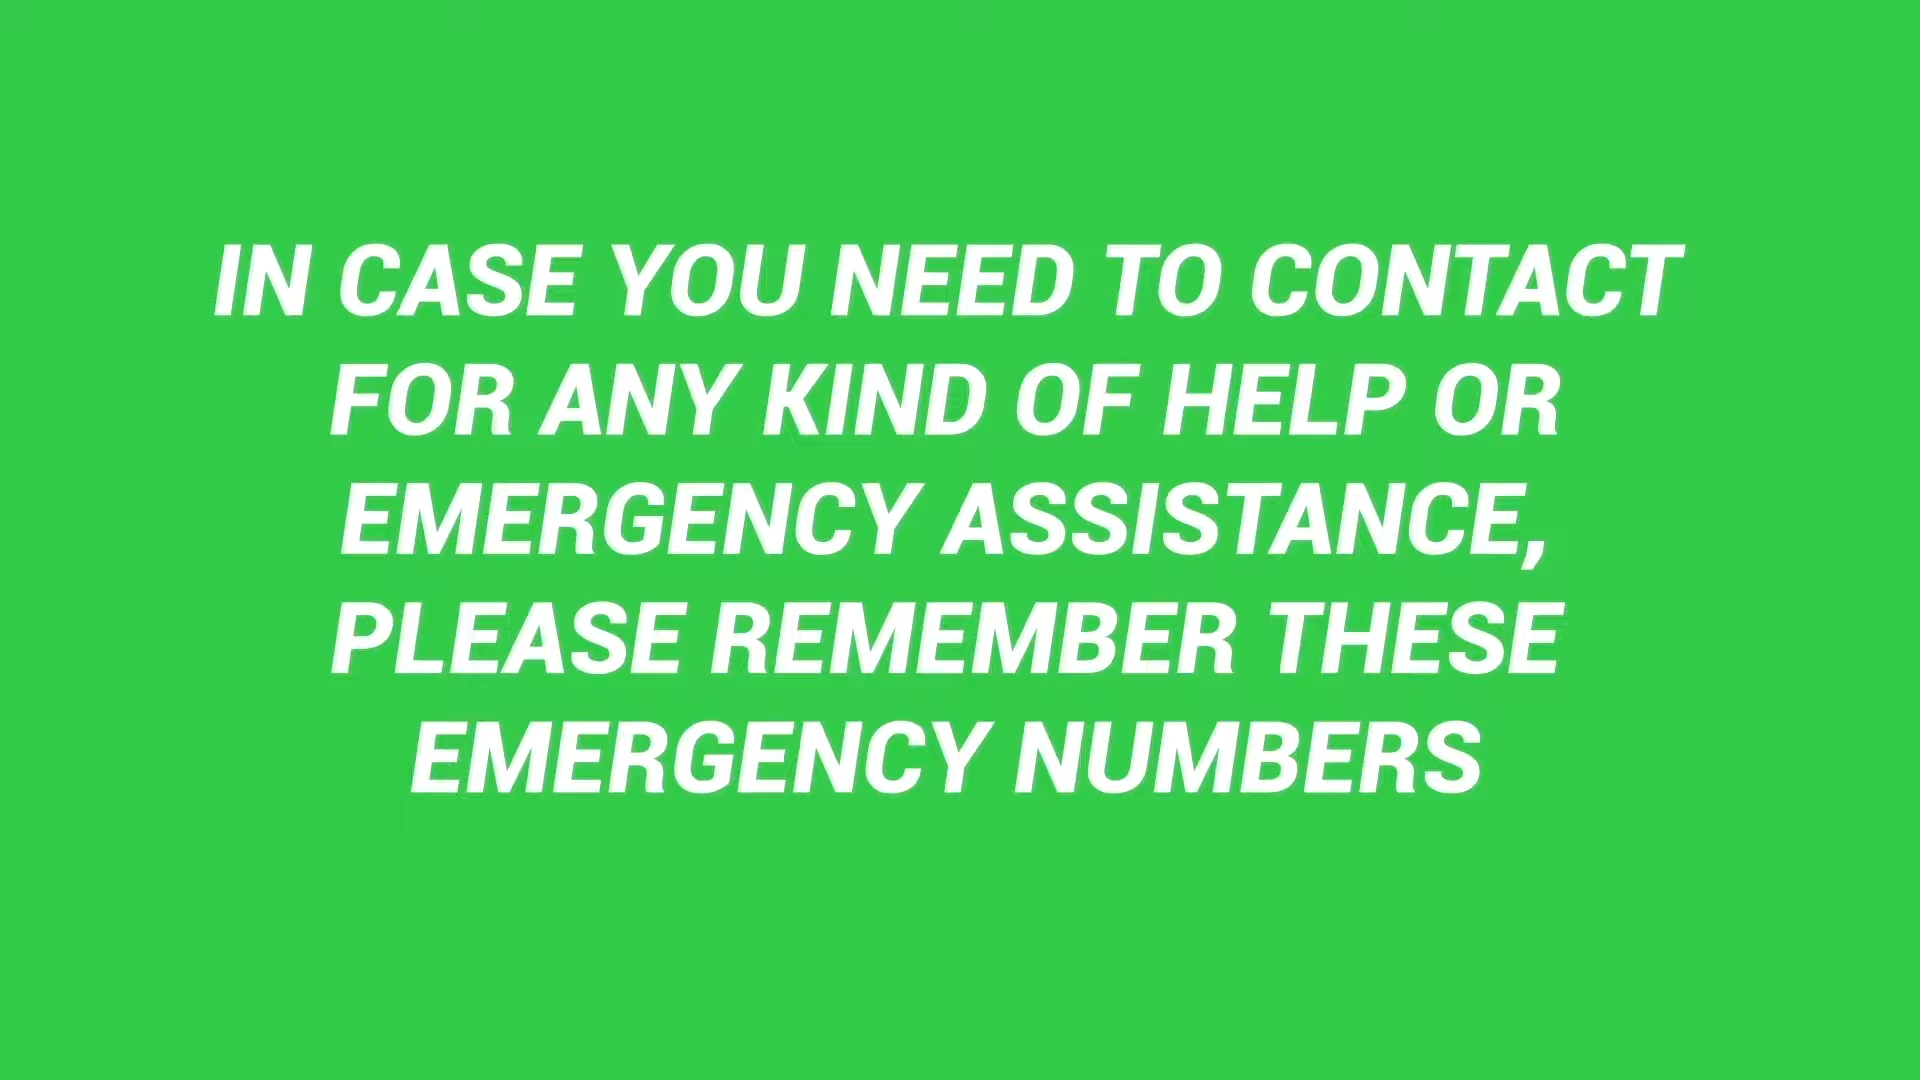 IN CASE YOU NEED TO CONTACT
FOR ANY KIND OF HELP OR
EMERGENCY ASSISTANCE,
PLEASE REMEMBER THESE
EMERGENCY NUMBERS